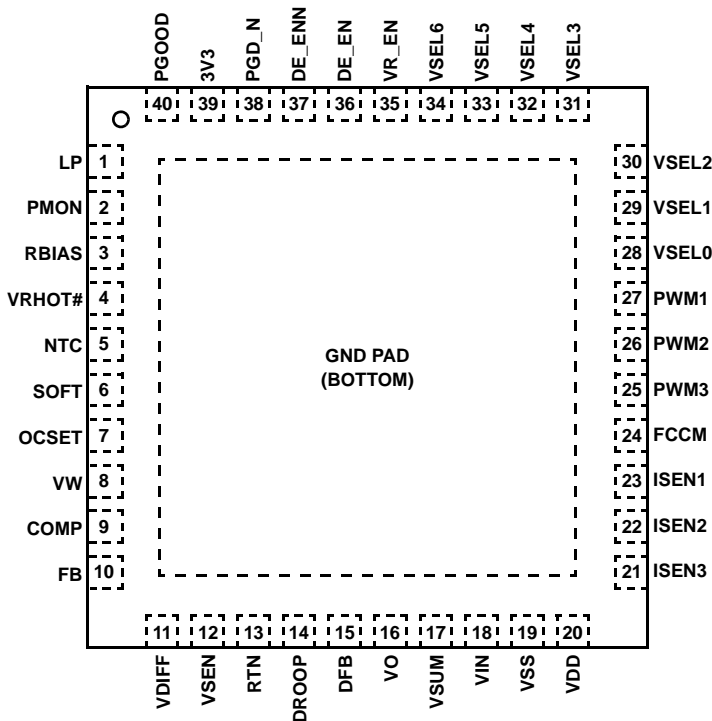 PGOOD
3V3
PGD_N
DE_ENN
DE_EN
VR_EN
VSEL6
VSEL5
VSEL4
VSEL3
40 39 38 37 36 35 34 33 32 31
LP 1
PMON 2
RBIAS 3
VRHOT# 4
NTC 5
SOFT 6
OCSET 7
VW 8
COMP 9
FB 10
GND PAD
(BOTTOM)
30 VSEL2
29 VSEL1
28 VSEL0
27 PWM1
26 PWM2
25 PWM3
24 FCCM
23 ISEN1
22 ISEN2
21 ISEN3
11 12 13 14 15 16 17 18 19 20
VDIFF
VSEN
RTN
DROOP
DFB
VO
VSUM
VIN
VSS
VDD